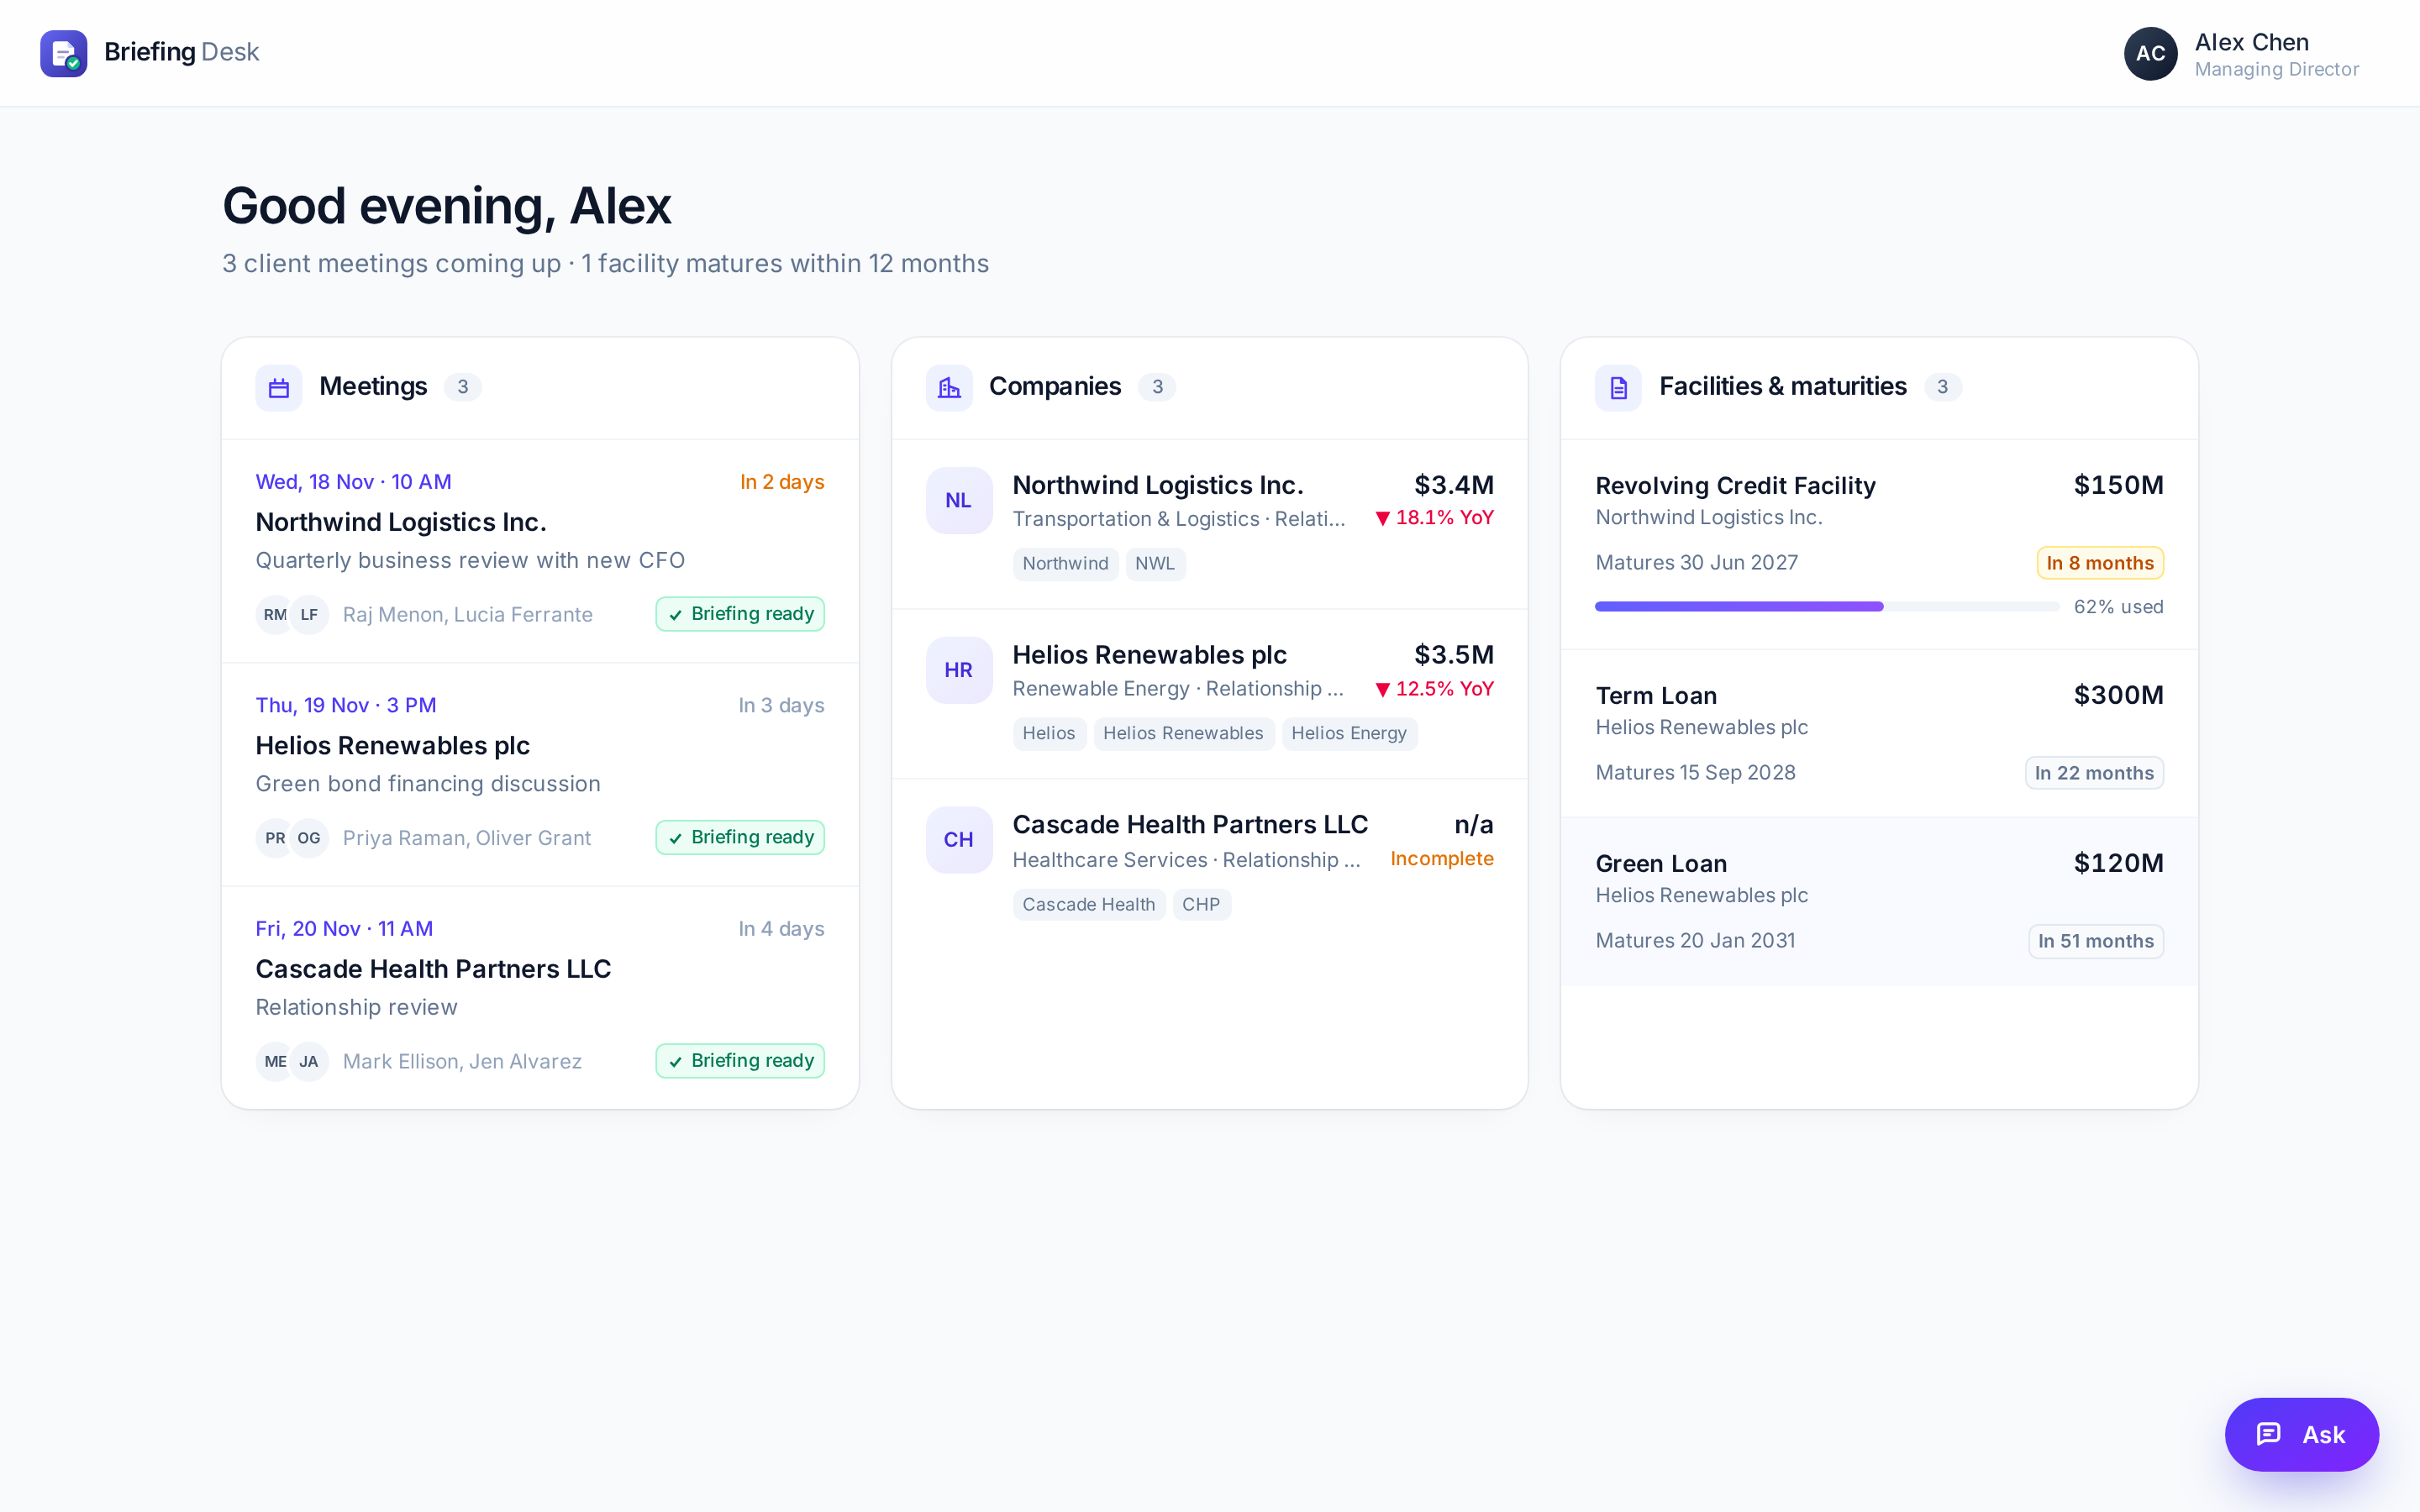 Briefing Desk
AC
Alex Chen
Managing Director
Good evening, Alex
3 client meetings coming up · 1 facility matures within 12 months
Meetings 3
Wed, 18 Nov · 10 AM
In 2 days
Northwind Logistics Inc.
Quarterly business review with new CFO
RM LF Raj Menon, Lucia Ferrante
Briefing ready
Thu, 19 Nov · 3 PM
In 3 days
Helios Renewables plc
Green bond financing discussion
PR OG Priya Raman, Oliver Grant
Briefing ready
Fri, 20 Nov · 11 AM
In 4 days
Cascade Health Partners LLC
Relationship review
ME JA Mark Ellison, Jen Alvarez
Briefing ready
Companies 3
NL
Northwind Logistics Inc.
$3.4M
Transportation & Logistics · Relati...
▼ 18.1% YoY
Northwind NWL
HR
Helios Renewables plc
$3.5M
Renewable Energy · Relationship ...
▼ 12.5% YoY
Helios Helios Renewables Helios Energy
CH
Cascade Health Partners LLC
n/a
Healthcare Services · Relationship ...
Incomplete
Cascade Health CHP
Facilities & maturities 3
Revolving Credit Facility
$150M
Northwind Logistics Inc.
Matures 30 Jun 2027
In 8 months
62% used
Term Loan
$300M
Helios Renewables plc
Matures 15 Sep 2028
In 22 months
Green Loan
$120M
Helios Renewables plc
Matures 20 Jan 2031
In 51 months
Ask